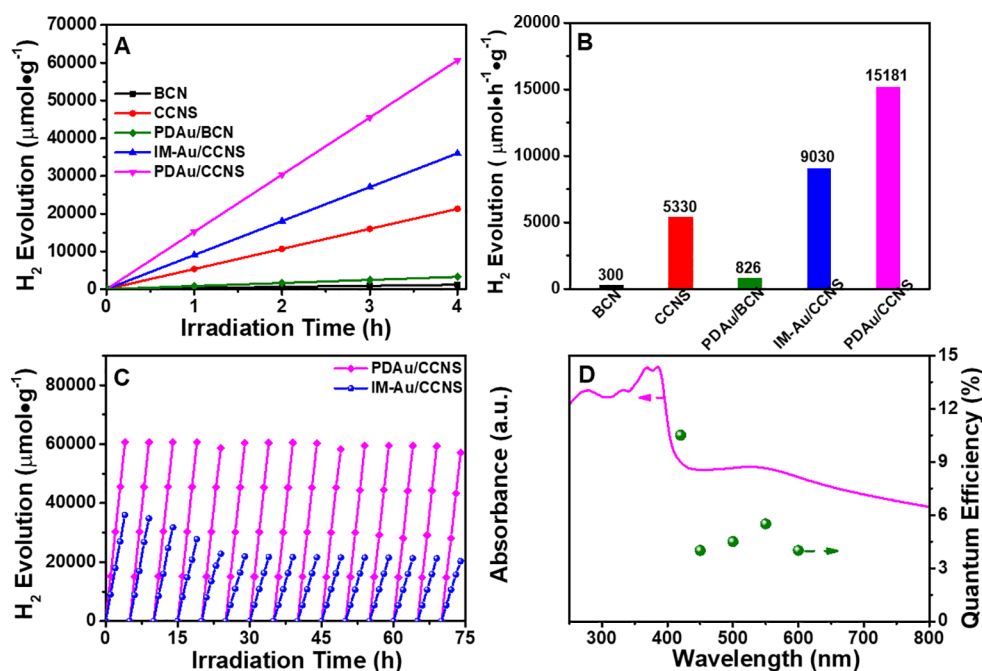 A
H2 Evolution (μmol•g-1)
70000
60000
50000
40000
30000
20000
10000
0
BCN
CCNS
PDAu/BCN
IM-Au/CCNS
PDAu/CCNS
0 1 2 3 4
Irradiation Time (h)
B
H2 Evolution ( μmol•h-1•g-1)
20000
15000
10000
5000
0
300
5330
826
9030
15181
BCN
CCNS
PDAu/BCN
IM-Au/CCNS
PDAu/CCNS
C
H2 Evolution (μmol•g-1)
80000
60000
40000
20000
0
PDAu/CCNS
IM-Au/CCNS
0 15 30 45 60 75
Irradiation Time (h)
D
Absorbance (a.u.)
15
12
9
6
3
0
Quantum Efficiency (%)
300 400 500 600 700 800
Wavelength (nm)